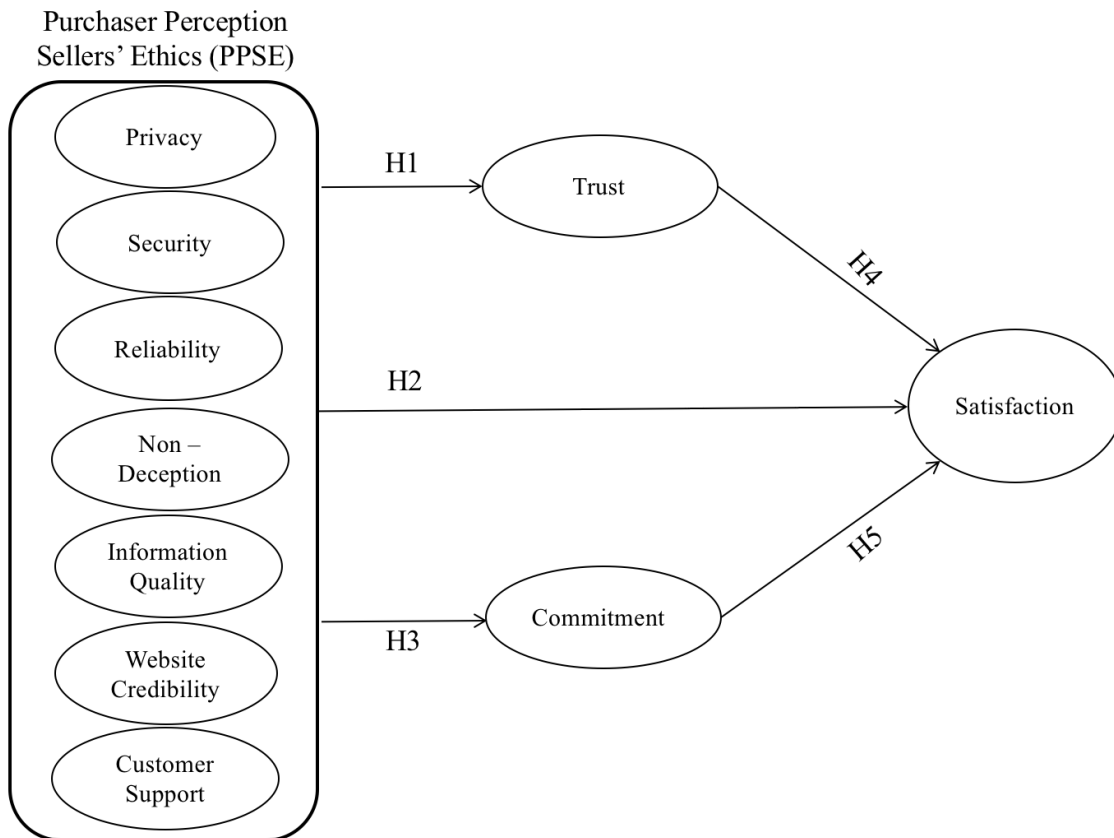 Purchaser Perception
Sellers’ Ethics (PPSE)
Privacy
Security
Reliability
Non –
Deception
Information
Quality
Website
Credibility
Customer
Support
H1
Trust
H4
H2
Satisfaction
H5
H3
Commitment